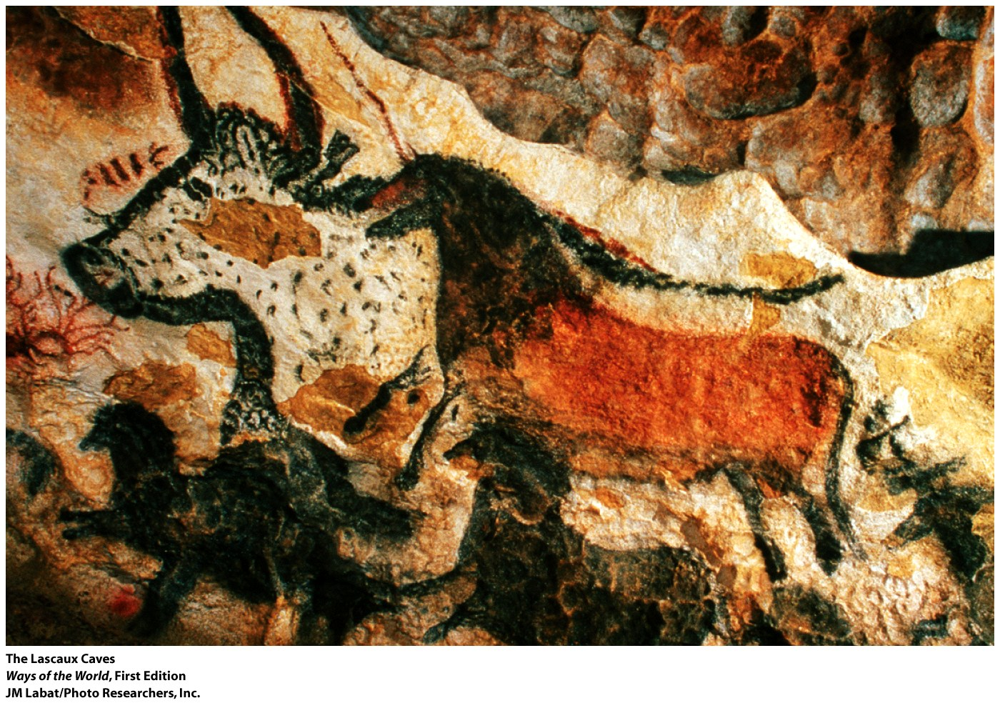 The Lascaux Caves
Ways of the World, First Edition
JM Labat/Photo Researchers, Inc.